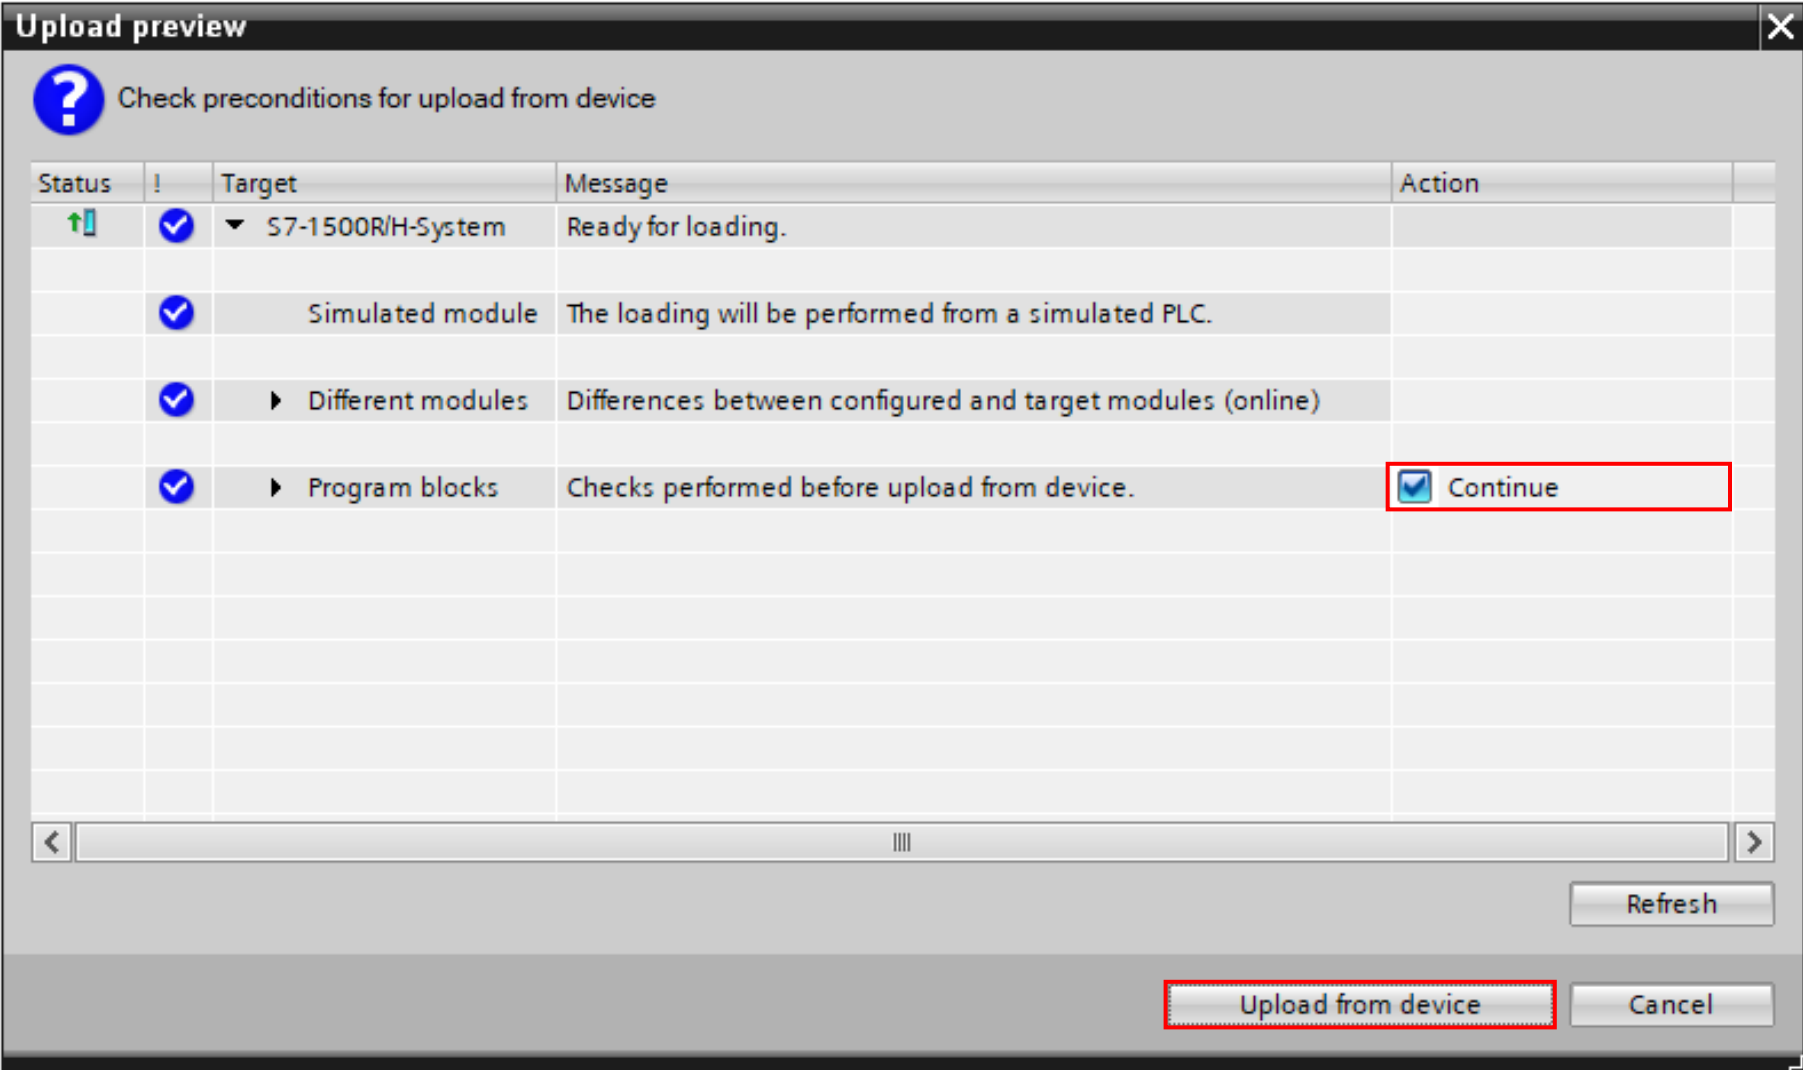 Upload preview
Check preconditions for upload from device
Status ! Target Message Action
S7-1500R/H-System Ready for loading.
Simulated module The loading will be performed from a simulated PLC.
Different modules Differences between configured and target modules (online)
Program blocks Checks performed before upload from device. Continue
Refresh
Upload from device Cancel